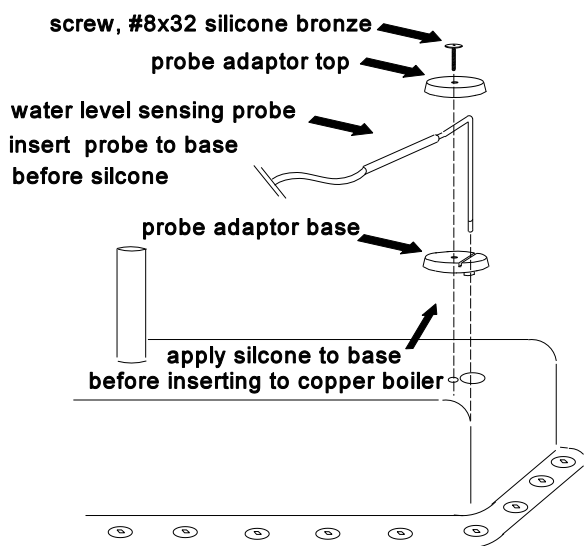 screw, #8x32 silicone bronze
probe adaptor top
water level sensing probe
insert probe to base
before silcone
probe adaptor base
apply silcone to base
before inserting to copper boiler